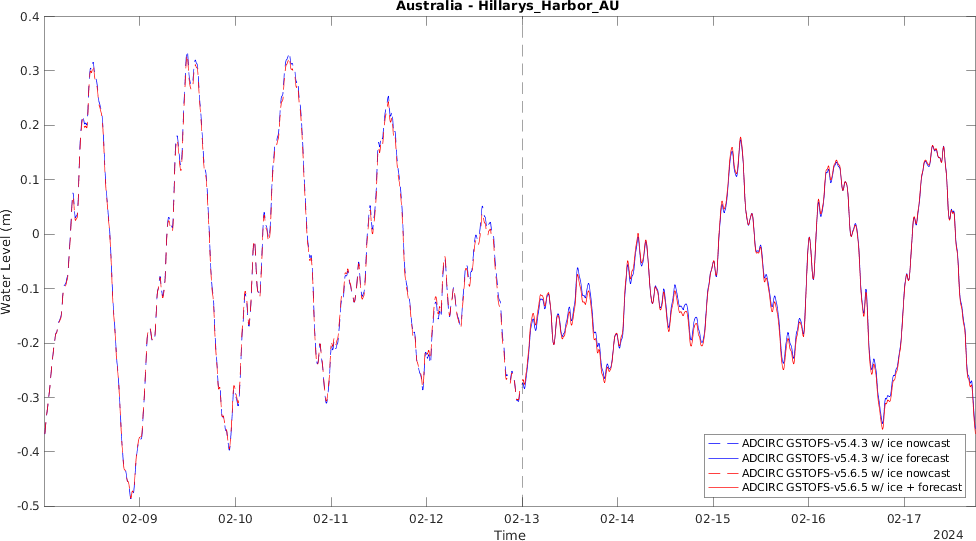 Australia - Hillarys_Harbor_AU
Water Level (m)
0.4
0.3
0.2
0.1
0
-0.1
-0.2
-0.3
-0.4
-0.5
ADCIRC GSTOFS-v5.4.3 w/ ice nowcast
ADCIRC GSTOFS-v5.4.3 w/ ice forecast
ADCIRC GSTOFS-v5.6.5 w/ ice nowcast
ADCIRC GSTOFS-v5.6.5 w/ ice + forecast
02-09 02-10 02-11 02-12 02-13 02-14 02-15 02-16 02-17
Time
2024